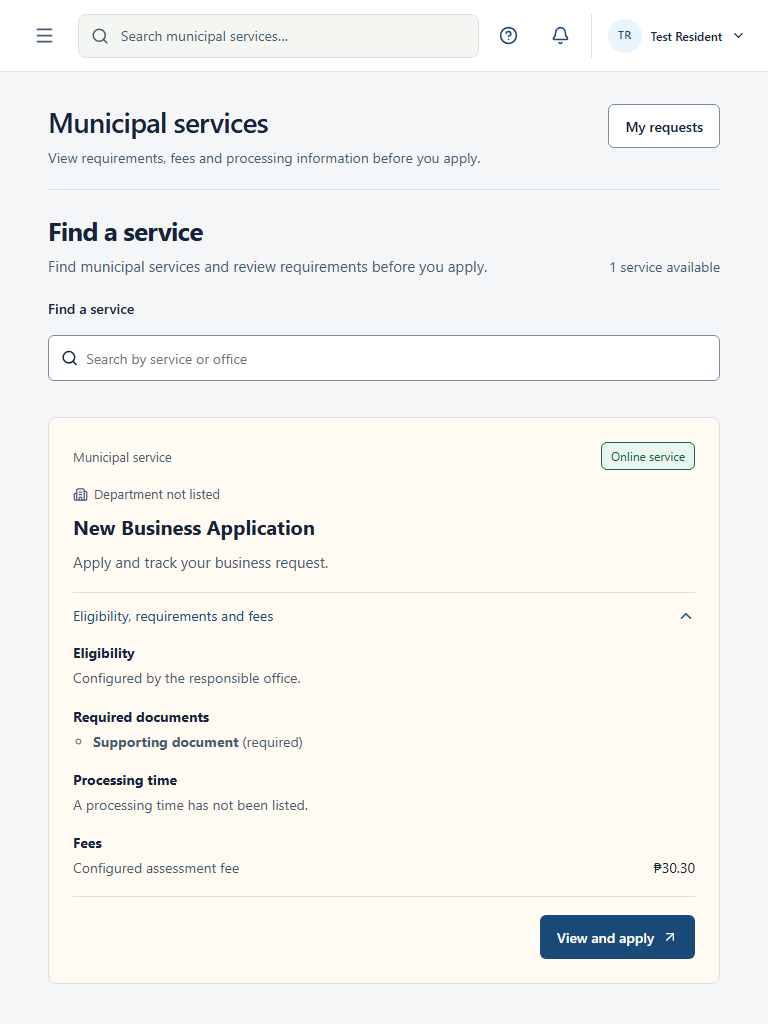 Search municipal services...
TR
Test Resident
Municipal services
My requests
View requirements, fees and processing information before you apply.
Find a service
Find municipal services and review requirements before you apply.
1 service available
Find a service
Search by service or office
Municipal service
Online service
Department not listed
New Business Application
Apply and track your business request.
Eligibility, requirements and fees
Eligibility
Configured by the responsible office.
Required documents
Supporting document (required)
Processing time
A processing time has not been listed.
Fees
Configured assessment fee ₱30.30
View and apply